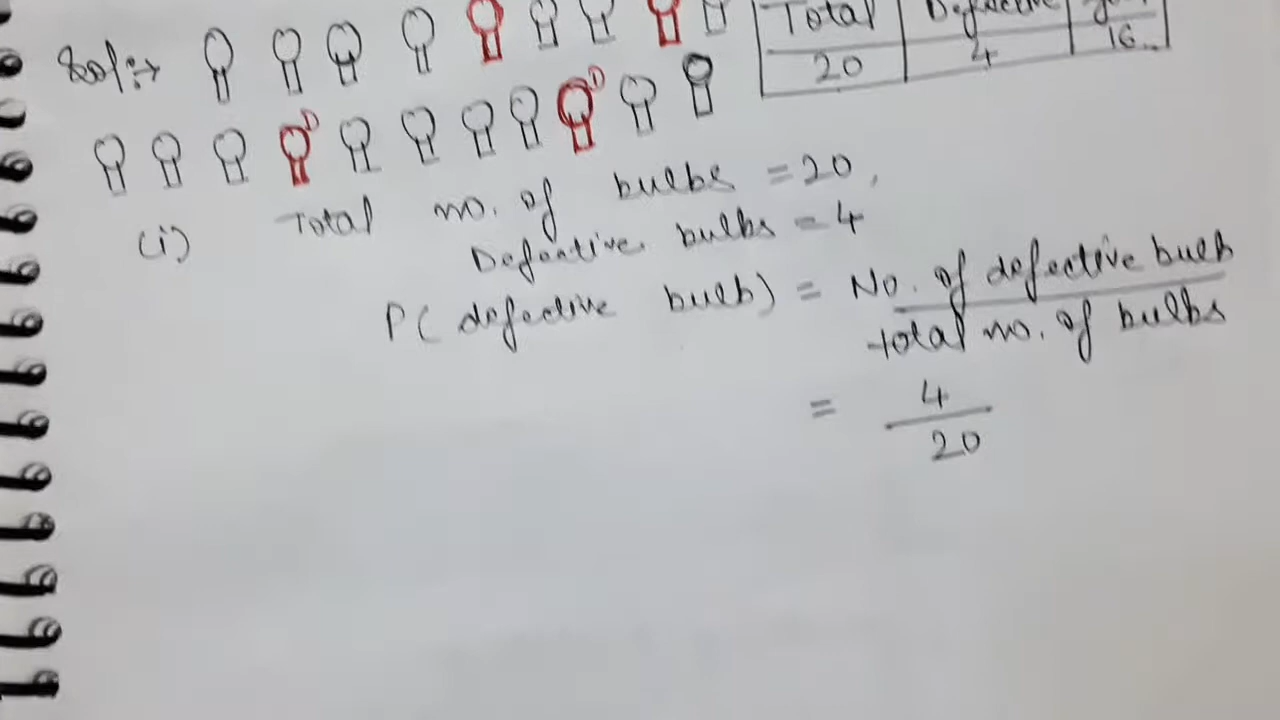 Sol:→
Total Defective
20 4 16
D D
(i) Total no. of bulbs = 20,
Defective bulbs = 4
P( defective bulb) = No. of defective bulb
total no. of bulbs
= 4
20